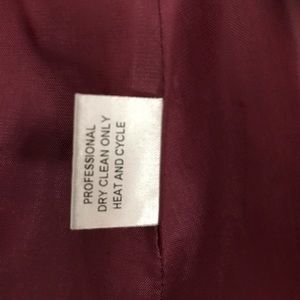 PROFESSIONAL
DRY CLEAN ONLY
HEAT AND CYCLE